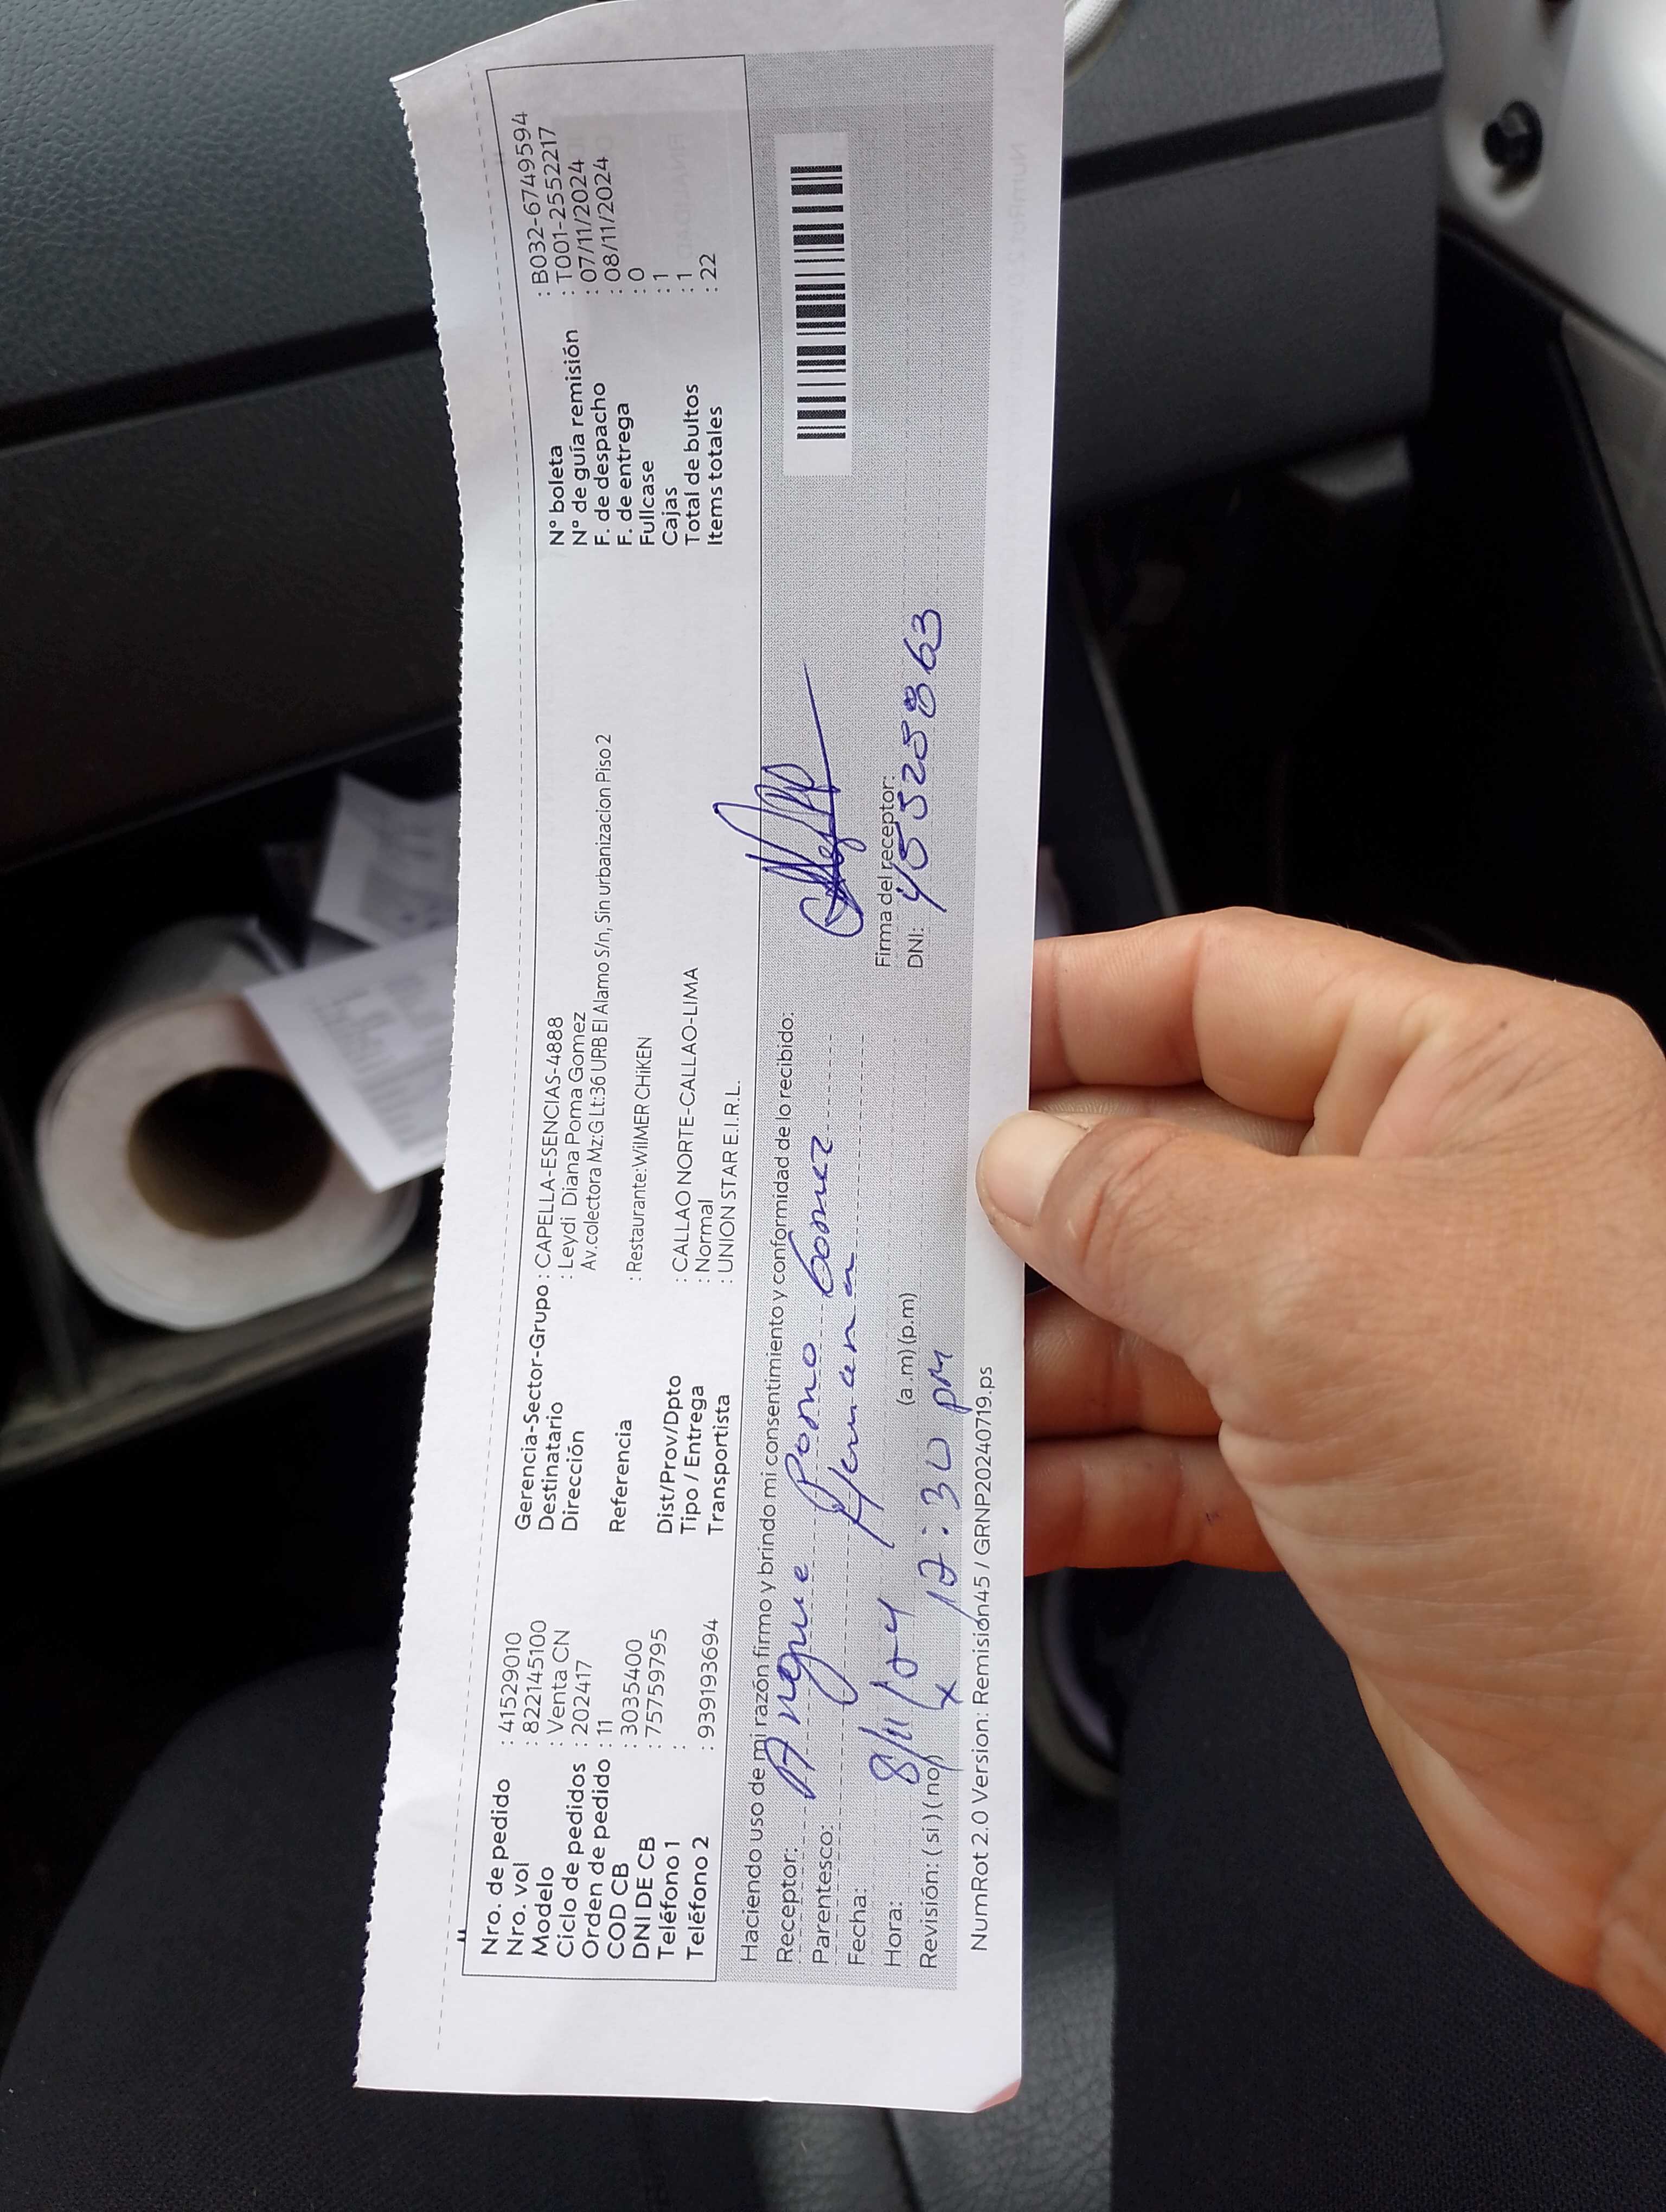 Nro. de pedido : 41529010
Nro. vol : 822145100
Modelo : Venta CN
Ciclo de pedidos : 202417
Orden de pedido : 11
COD CB : 3035400
DNI DE CB : 75759795
Teléfono 1 :
Teléfono 2 : 939193694
Gerencia-Sector-Grupo : CAPELLA-ESENCIAS-4888
Destinatario : Leydi Diana Poma Gomez
Dirección Av.colectora Mz:G Lt:36 URB El Alamo S/n, Sin urbanizacion Piso 2
Referencia : Restaurante:WilMER CHiKEN
Dist/Prov/Dpto : CALLAO NORTE-CALLAO-LIMA
Tipo / Entrega : Normal
Transportista : UNION STAR E.I.R.L.
N° boleta : B032-6749594
N° de guía remisión : T001-2552217
F. de despacho : 07/11/2024
F. de entrega : 08/11/2024
Fullcase : 0
Cajas : 1
Total de bultos : 1
Items totales : 22
Haciendo uso de mi razón firmo y brindo mi consentimiento y conformidad de lo recibido:
Receptor: Angue Pomo Gomez
Parentesco: Hermana
Fecha: 8/11/24
Hora: 12:30 pm (a.m)(p.m)
Revisión: (si) (no) x
Firma del receptor:
DNI: 45528863
NumRot 2.0 Version: Remisión45 / GRNP20240719.ps